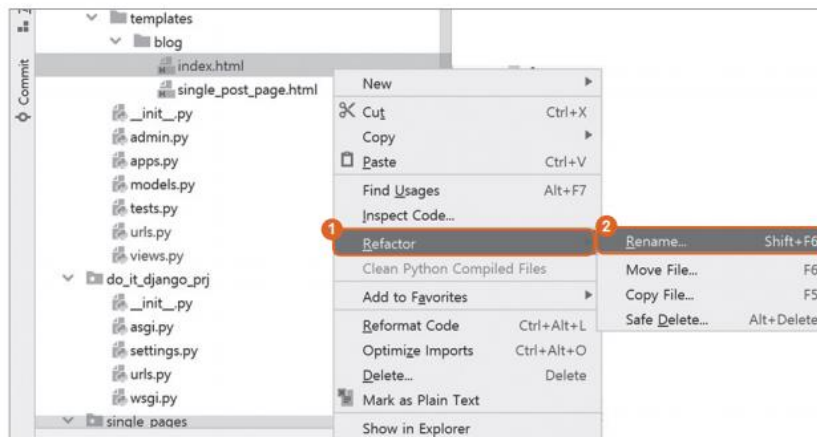 templates
blog
index.html
single_post_page.html
__init__.py
admin.py
apps.py
models.py
tests.py
urls.py
views.py
do_it_django_prj
__init__.py
asgi.py
settings.py
urls.py
wsgi.py
single_pages
Commit
New
Cut Ctrl+X
Copy
Paste Ctrl+V
Find Usages Alt+F7
Inspect Code...
1
Refactor
Clean Python Compiled Files
Add to Favorites
Reformat Code Ctrl+Alt+L
Optimize Imports Ctrl+Alt+O
Delete... Delete
Mark as Plain Text
Show in Explorer
2
Rename... Shift+F6
Move File... F6
Copy File... F5
Safe Delete... Alt+Delete